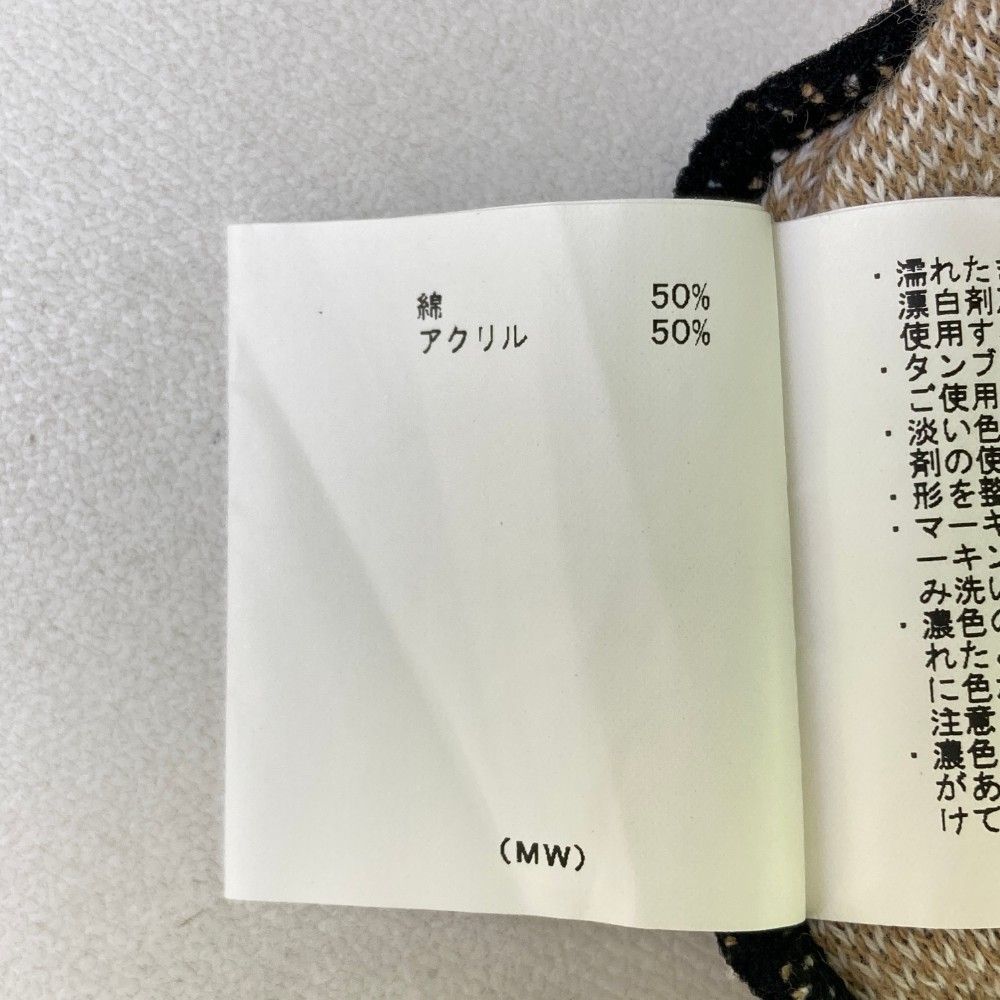 綿 50%
アクリル 50%
(MW)
・濡れた
漂白剤
使用す
・タンブ
ご使用
・淡い色
剤の使
・形を整
・マーキ
ーキン
み洗い
・濃色の
れた
に色
注意
・濃色
があ
けて